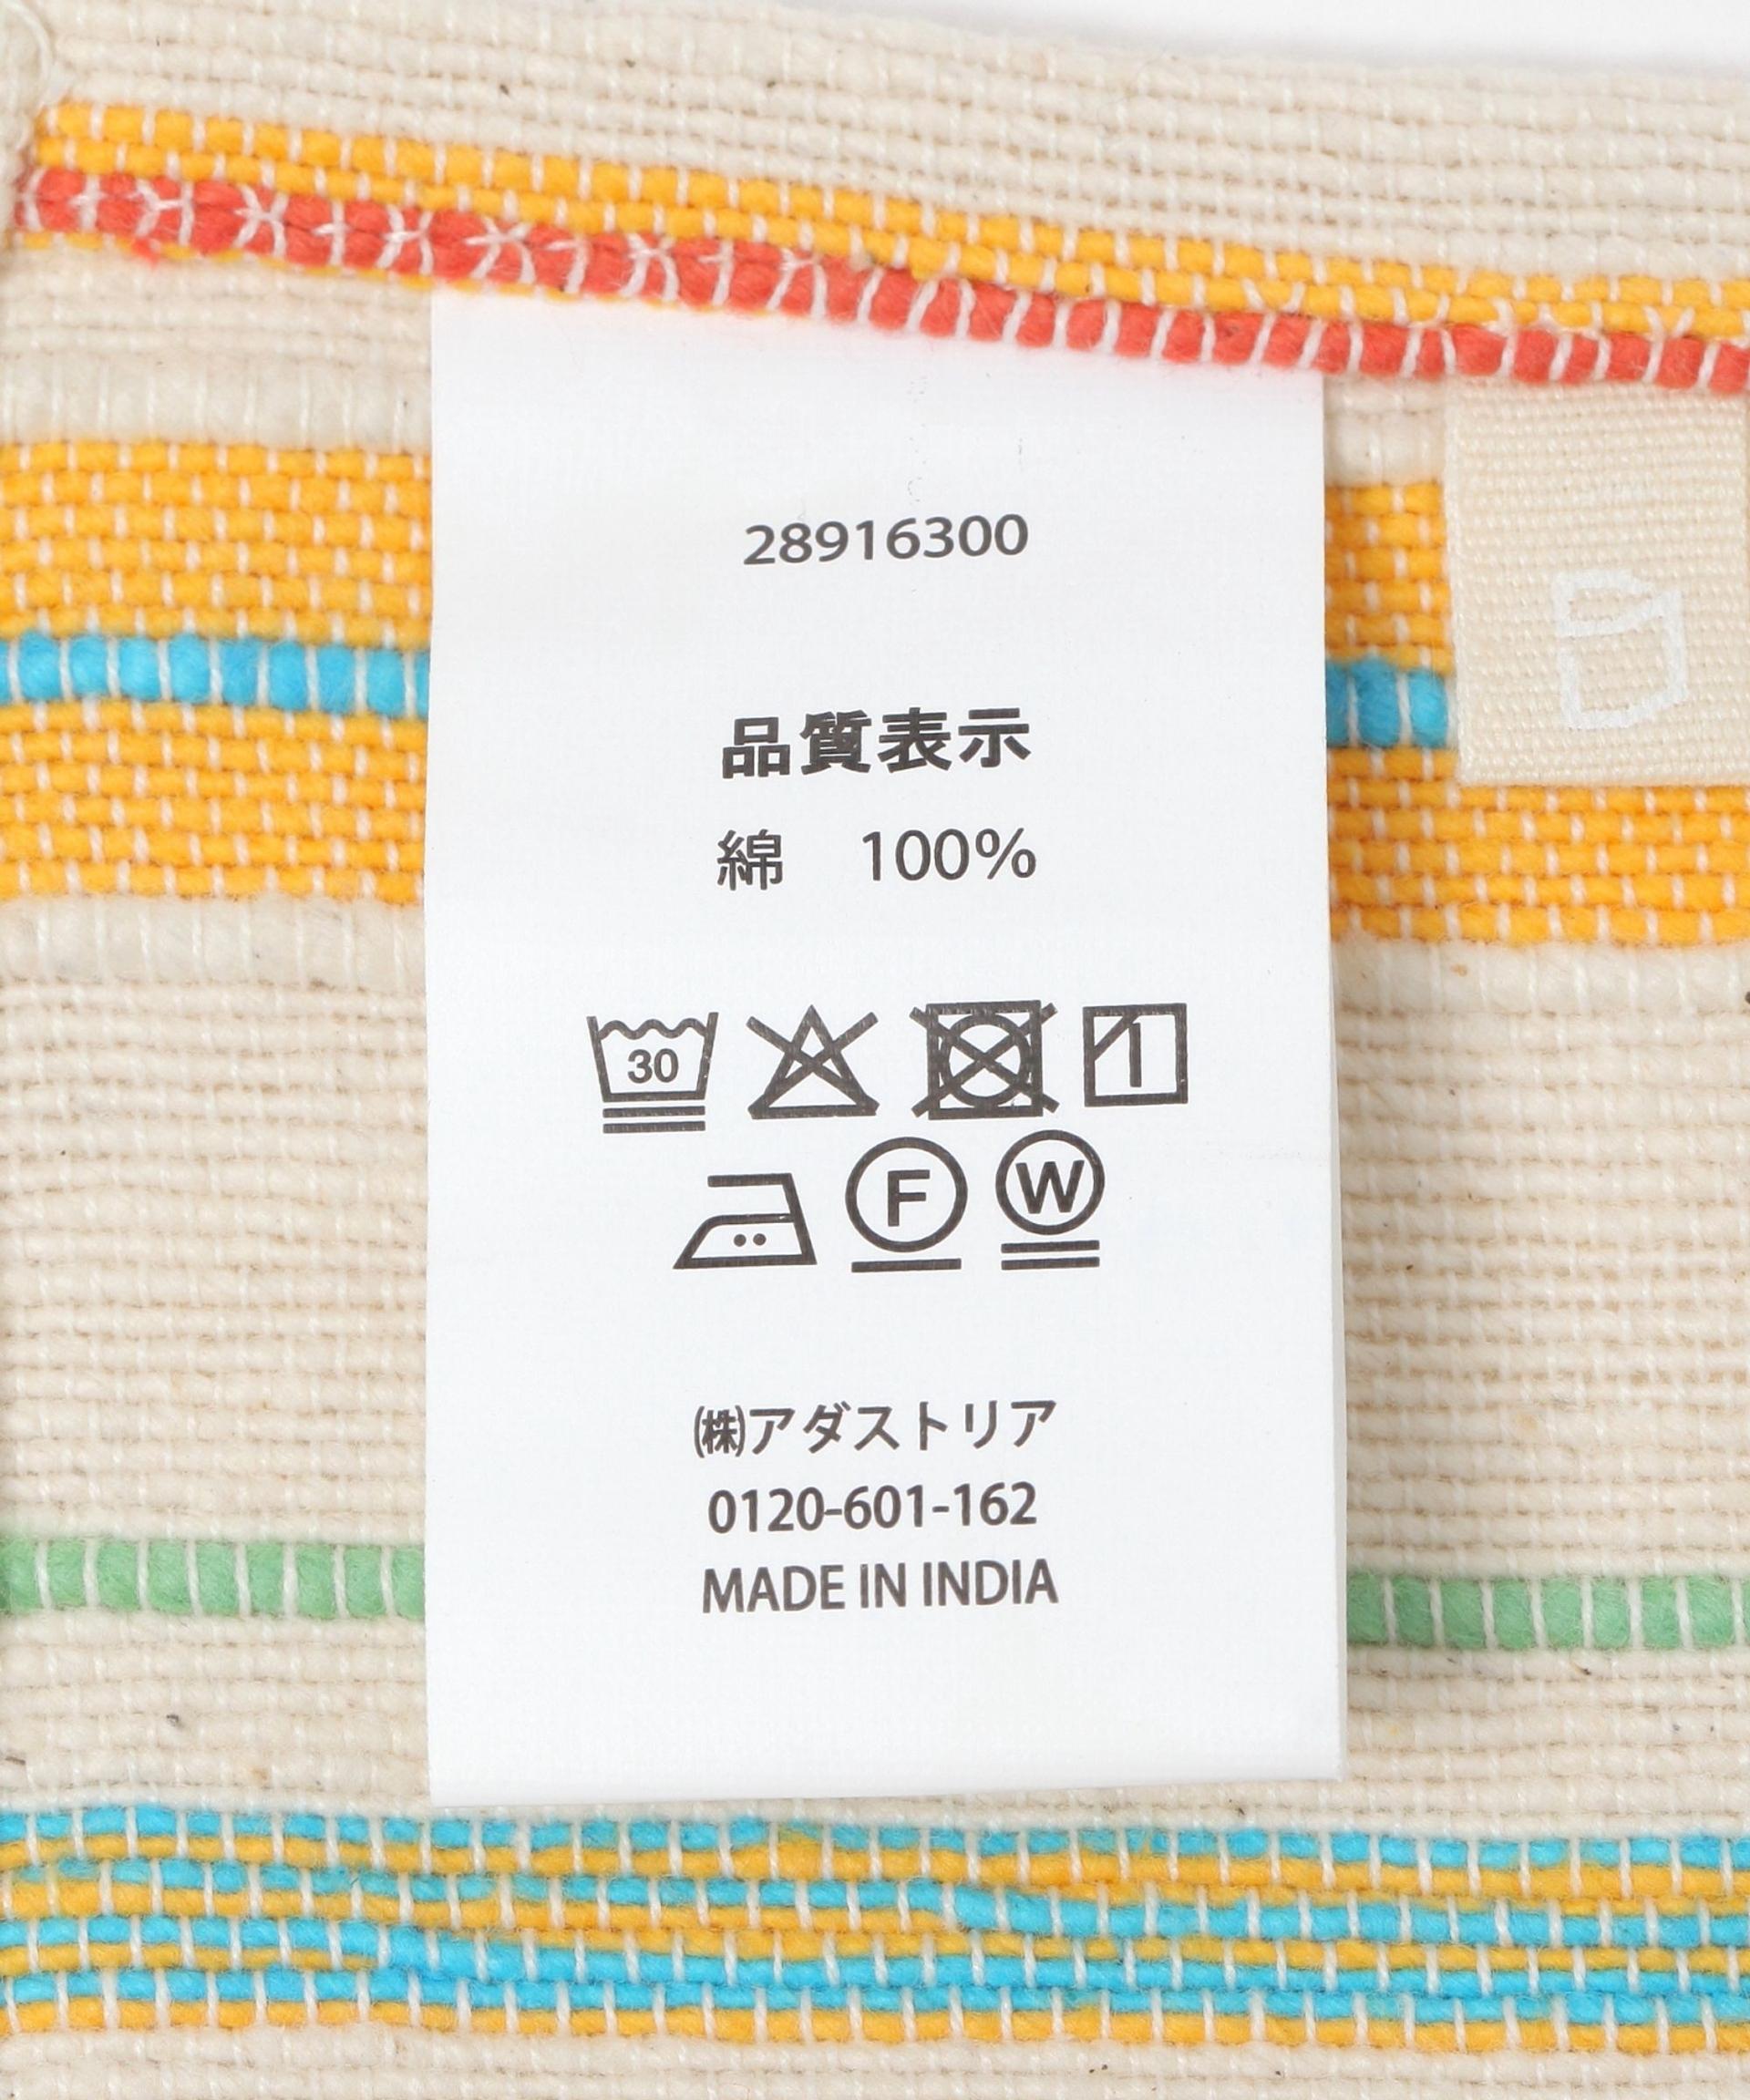 28916300
品質表示
綿　100%
30
F W
㈱アダストリア
0120-601-162
MADE IN INDIA